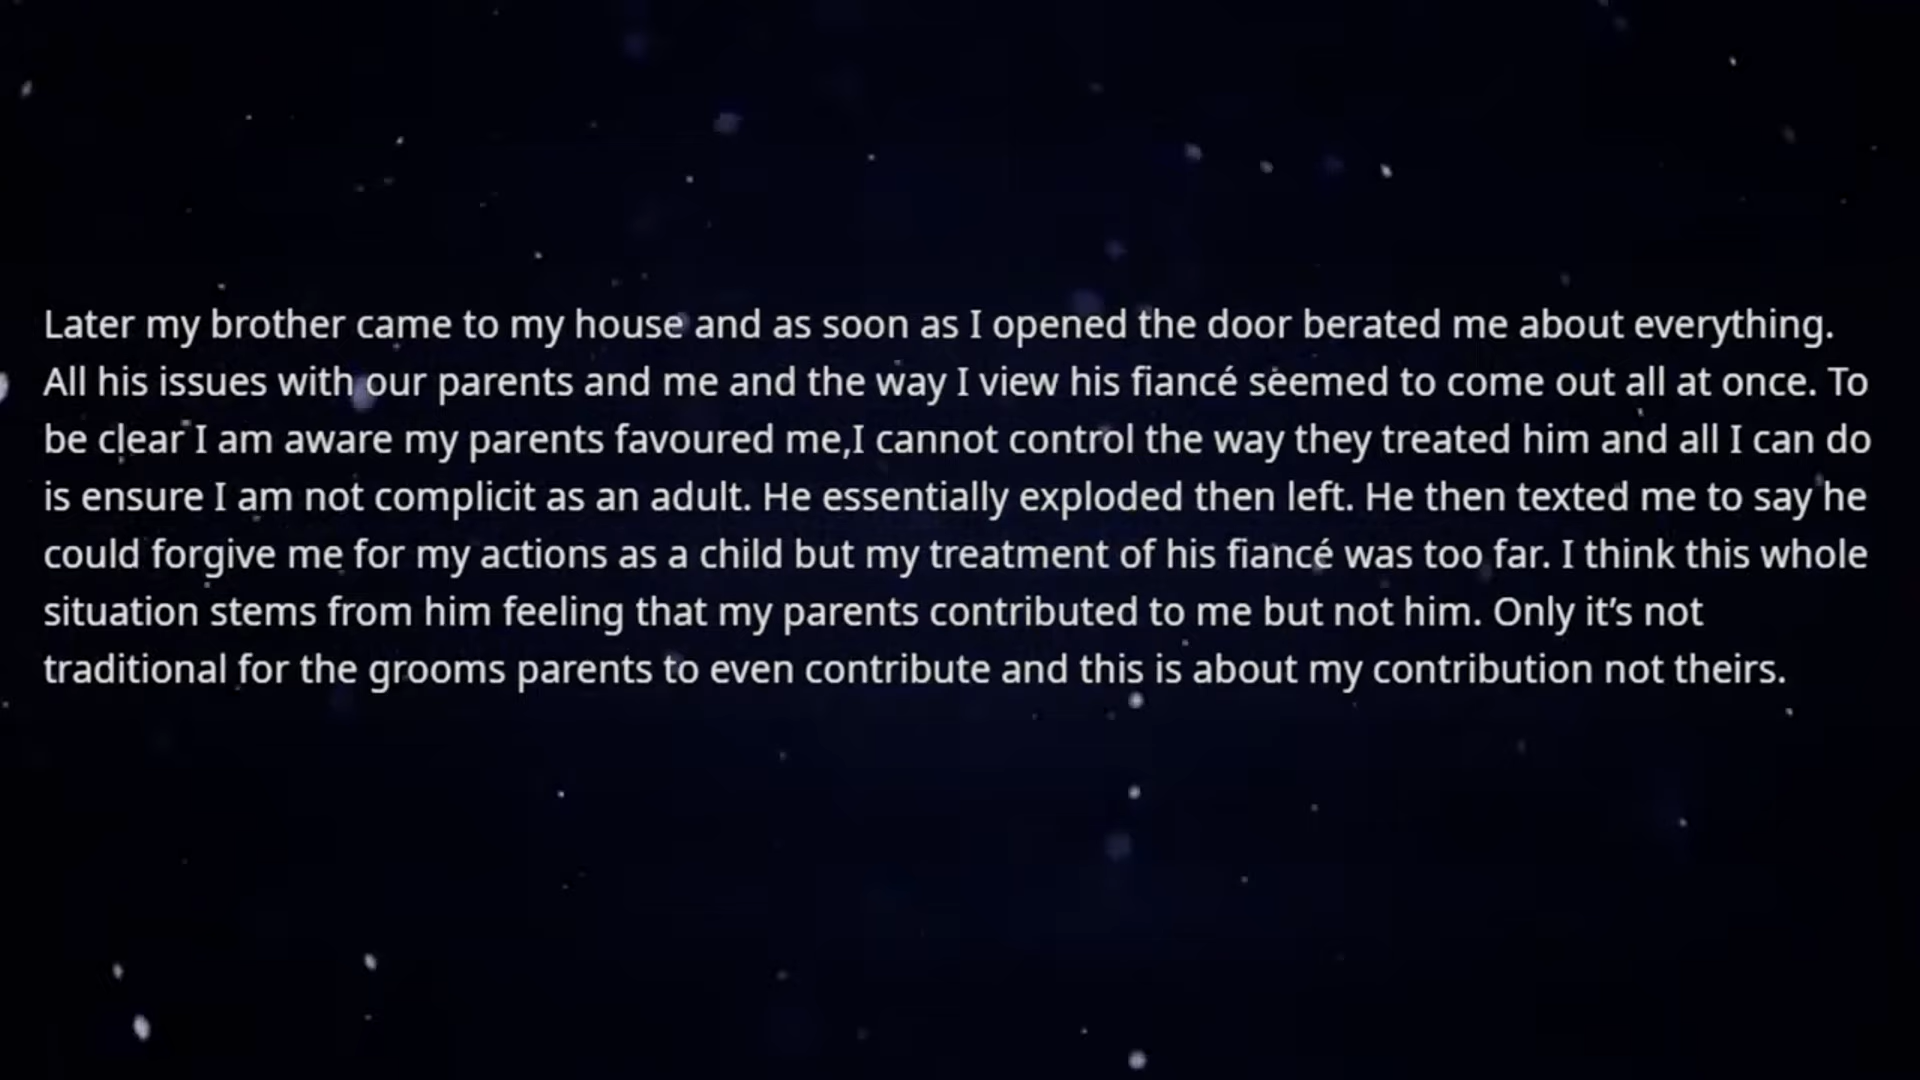 Later my brother came to my house and as soon as I opened the door berated me about everything.
All his issues with our parents and me and the way I view his fiancé seemed to come out all at once. To
be clear I am aware my parents favoured me,I cannot control the way they treated him and all I can do
is ensure I am not complicit as an adult. He essentially exploded then left. He then texted me to say he
could forgive me for my actions as a child but my treatment of his fiancé was too far. I think this whole
situation stems from him feeling that my parents contributed to me but not him. Only it’s not
traditional for the grooms parents to even contribute and this is about my contribution not theirs.